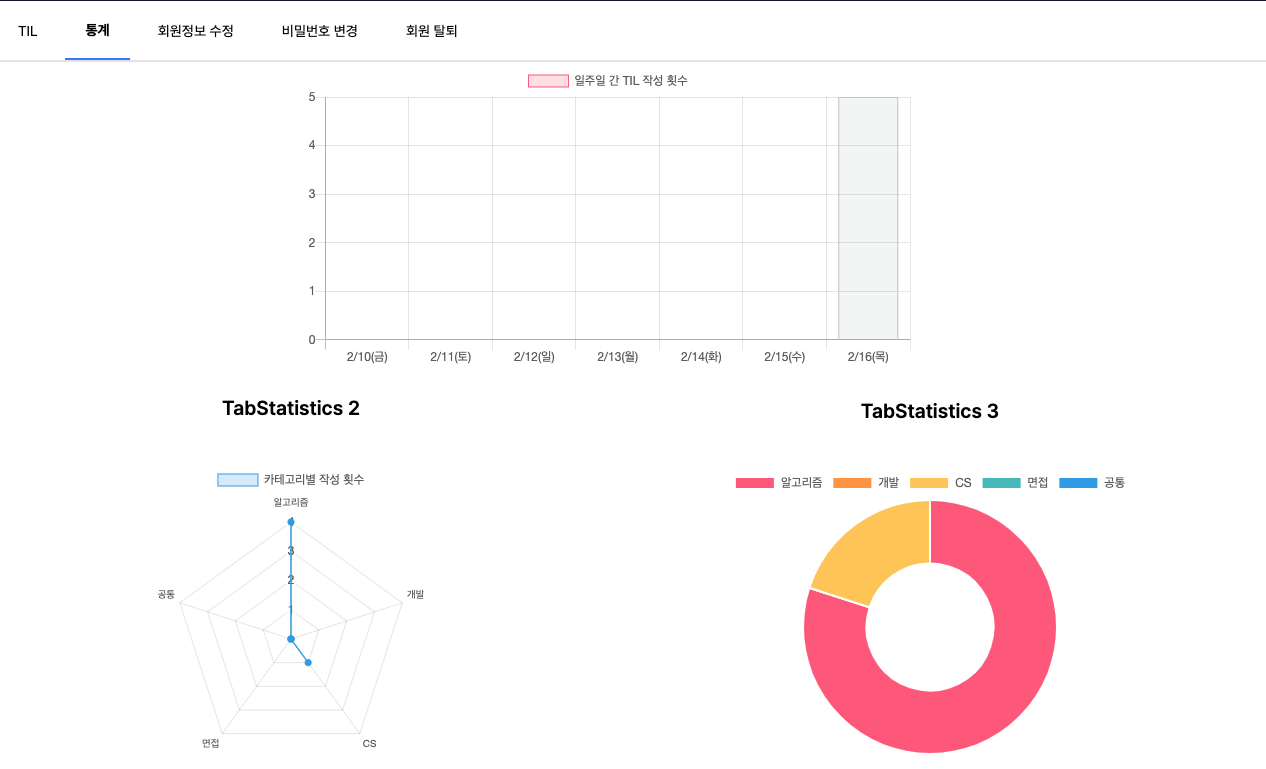 TIL 통계 회원정보 수정 비밀번호 변경 회원 탈퇴
일주일 간 TIL 작성 횟수
5
4
3
2
1
0
2/10(금) 2/11(토) 2/12(일) 2/13(월) 2/14(화) 2/15(수) 2/16(목)
TabStatistics 2
카테고리별 작성 횟수
알고리즘
3
2
1
공통 개발
면접 CS
TabStatistics 3
알고리즘 개발 CS 면접 공통